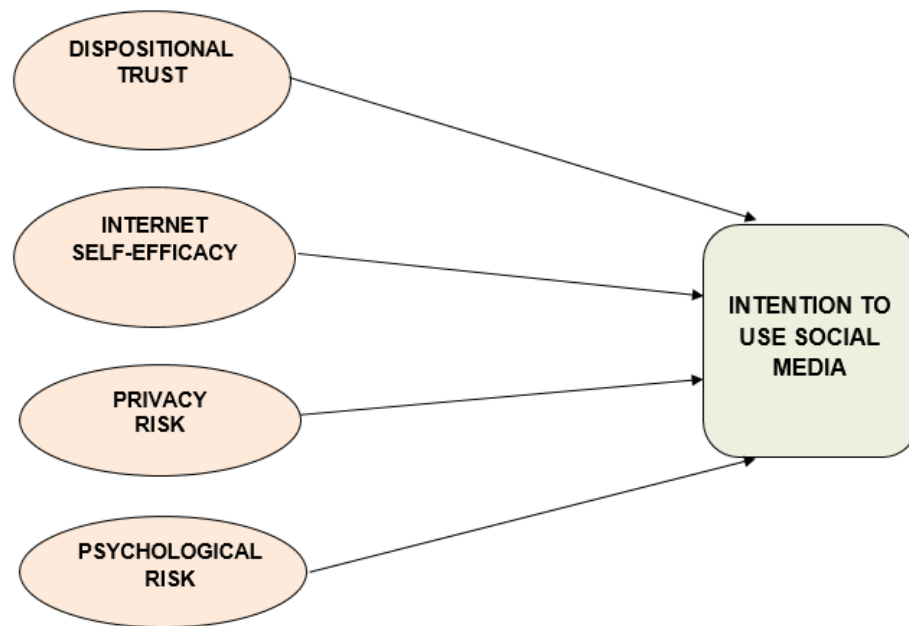 DISPOSITIONAL
TRUST
INTERNET
SELF-EFFICACY
INTENTION TO
USE SOCIAL
MEDIA
PRIVACY
RISK
PSYCHOLOGICAL
RISK